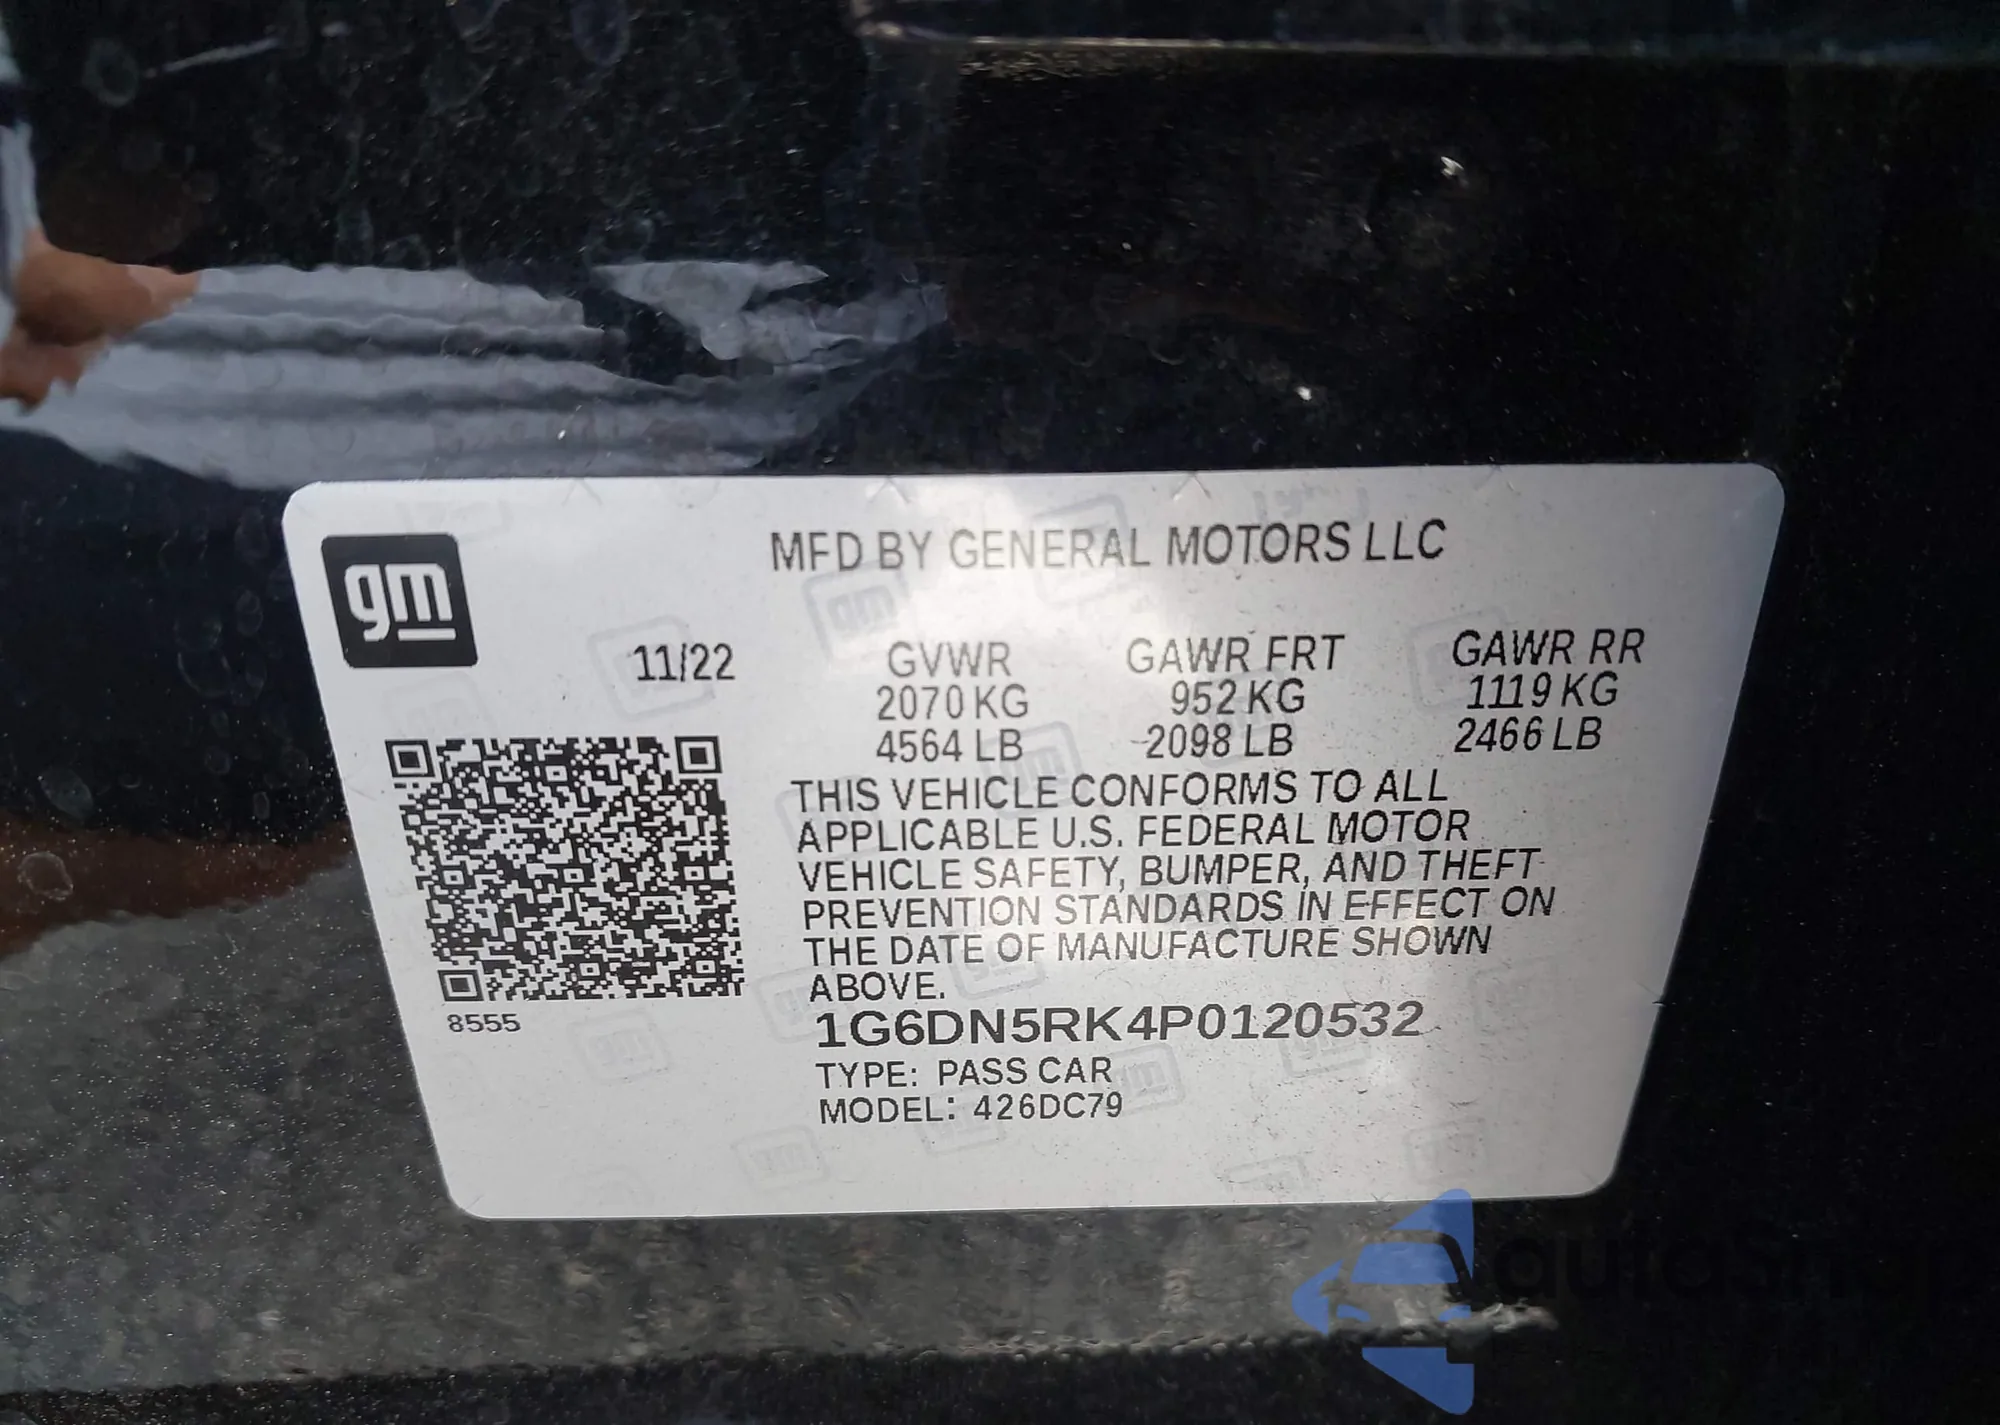 gm
MFD BY GENERAL MOTORS LLC
11/22 GVWR GAWR FRT GAWR RR
2070 KG 952 KG 1119 KG
4564 LB 2098 LB 2466 LB
THIS VEHICLE CONFORMS TO ALL
APPLICABLE U.S. FEDERAL MOTOR
VEHICLE SAFETY, BUMPER, AND THEFT
PREVENTION STANDARDS IN EFFECT ON
THE DATE OF MANUFACTURE SHOWN
ABOVE.
8555
1G6DN5RK4P0120532
TYPE: PASS CAR
MODEL: 426DC79